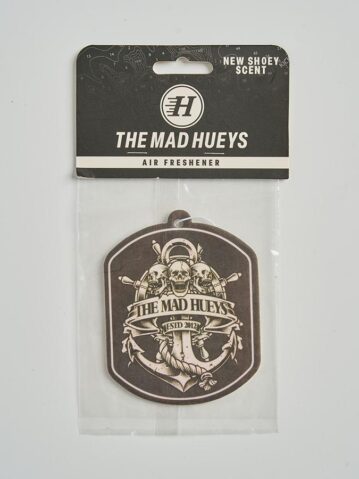 NEW SHOEY
SCENT
H
THE MAD HUEYS
AIR FRESHENER
THE MAD HUEYS
ESTD 2012